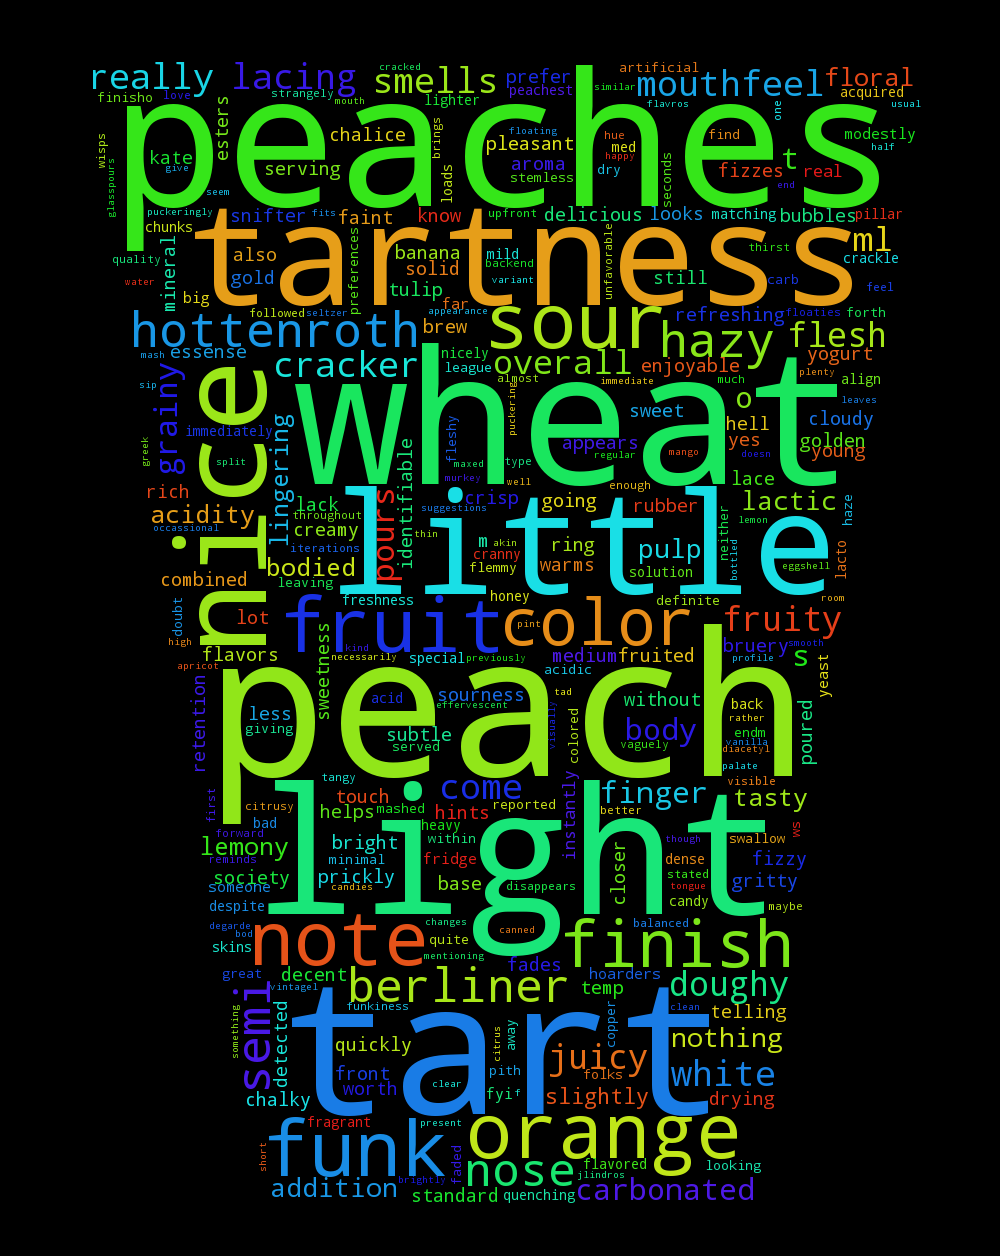 cracked
artificial
really lacing smells prefer mouthfeel floral
finisho love strangely mouth lighter peachest similar flavros acquired usual
peaches
wisps esters chalice brings floating pleasant hue med find one modestly half
kate give serving loads aroma stemless dry happy seconds fizzes t real
glasspours seem end
puckeringly snifter fits faint know upfront delicious looks matching bubbles pillar
chunks tartness ml
quality mineral also preferences banana solid mild backend variant unfavorable still thirst crackle
water gold tulip carb feel
big followed seltzer far appearance refreshing floaties forth
hottenroth brew sour hazy flesh
mash essense cracker nicely league overall enjoyable yogurt
sip grainy nice almost immediate much plenty align
wheat
puckering sweet o leaves
immediately lingering identifiable fleshy appears hell cloudy
greek split maxed type regular mango yes doesn golden young
rich murkey well enough lace
acidity lack pours little crisp going rubber lactic
occassional throughout suggestions haze
creamy thin akin neither lemon
iterations m ring pulp
bodied cranny warms bottled lacto
combined leaving flemmy solution eggshell
freshness honey definite room
doubt lot fruit pint color fruity
high kind
flavors necessarily special previously medium fruited bruery smooth s
apricot sweetness acidic profile yeast
peach
retention acid sourness effervescent tad visually without back
less rather
giving subtle colored body endm poured
served vaguely vanilla
diacetyl
tangy palate
first touch come instantly finger visible
citrusy helps mashed hints reported better tasty
light
bad heavy
forward bright within though swallow ws
lemony reminds minimal fridge closer dense fizzy
society prickly base stated gritty
someone candies disappears tongue
despite candy maybe
degarde changes balanced
bod note canned finish
skins quite
mentioning
great decent fades hoarders doughy
vintagel berliner temp
semi funkiness copper clean telling
something detected tart citrus away
quickly juicy nothing
front pith folks white
worth clear
chalky fyif slightly drying
fragrant present
funk orange
short faded nose flavored looking
brightly jlindros
addition standard quenching carbonated